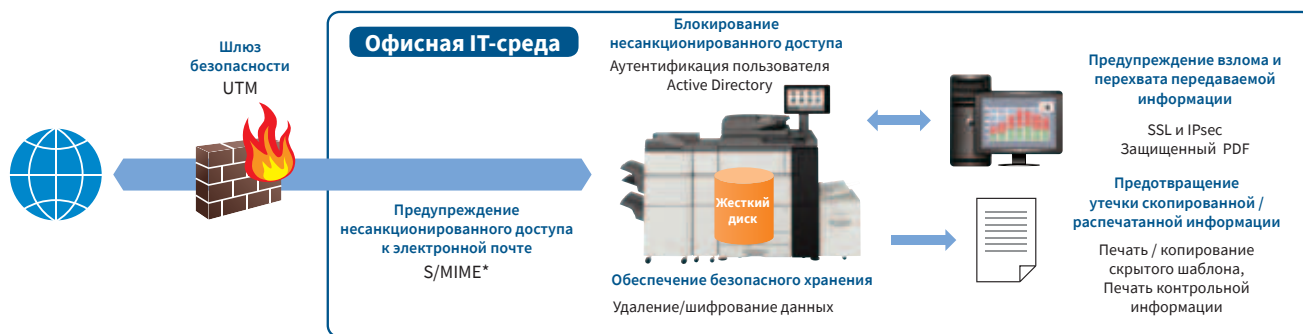 Шлюз
безопасности
UTM
Офисная IT-среда
Предупреждение
несанкционированного доступа
к электронной почте
S/MIME*
Блокирование
несанкционированного доступа
Аутентификация пользователя
Active Directory
Жесткий
диск
Обеспечение безопасного хранения
Удаление/шифрование данных
Предупреждение взлома и
перехвата передаваемой
информации
SSL и IPsec
Защищенный PDF
Предотвращение
утечки скопированной /
распечатанной информации
Печать / копирование
скрытого шаблона,
Печать контрольной
информации